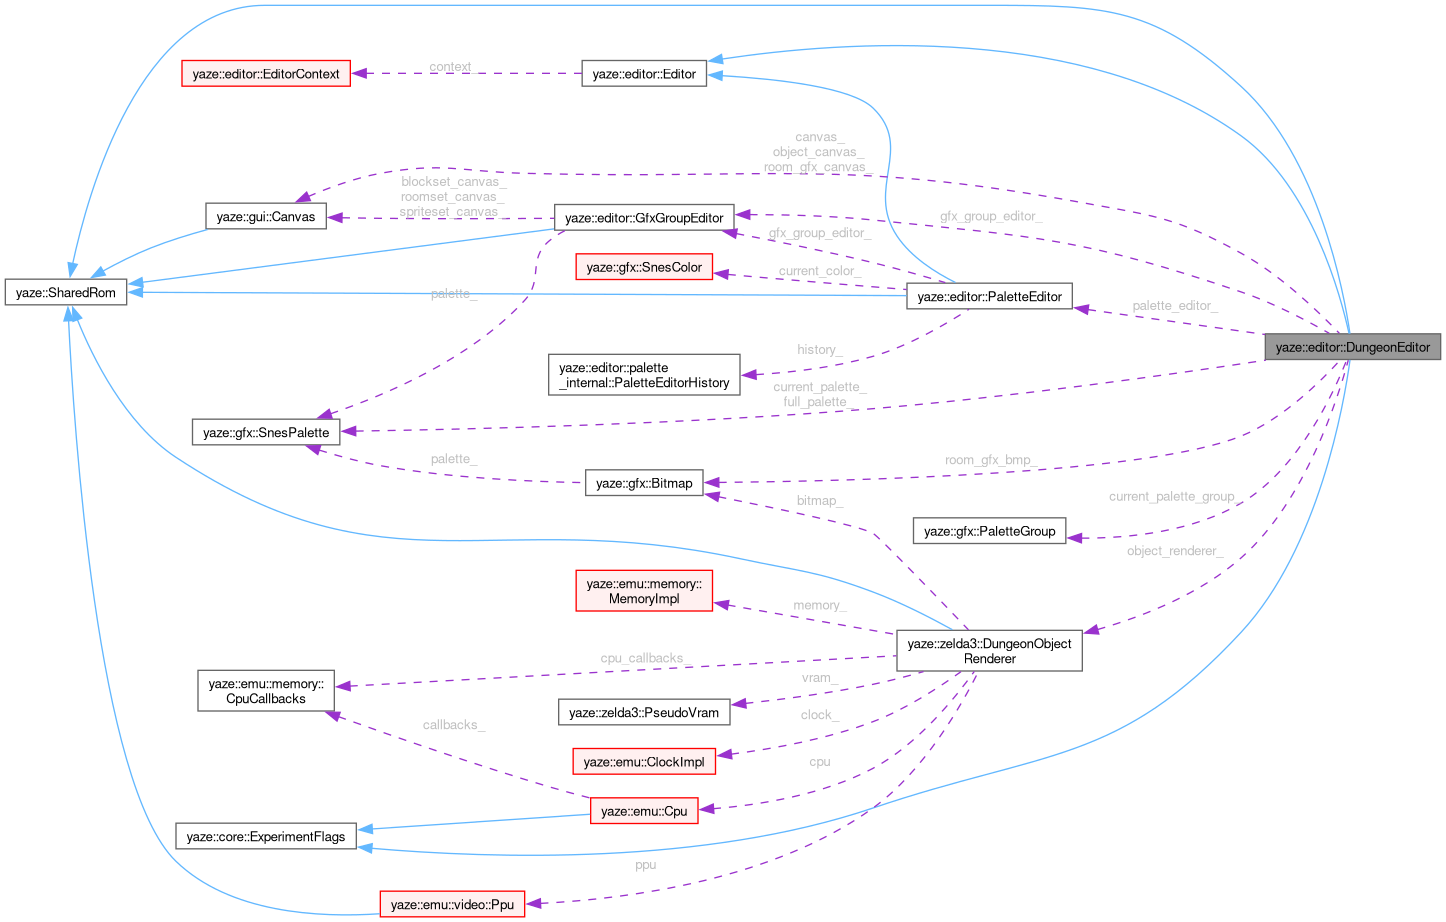 yaze::editor::EditorContext
context
yaze::editor::Editor
canvas_
object_canvas_
room_gfx_canvas_
blockset_canvas_
roomset_canvas_
spriteset_canvas_
yaze::gui::Canvas
yaze::editor::GfxGroupEditor
gfx_group_editor_
gfx_group_editor_
yaze::gfx::SnesColor
current_color_
yaze::SharedRom
palette_
yaze::editor::PaletteEditor
palette_editor_
yaze::editor::DungeonEditor
history_
yaze::editor::palette
_internal::PaletteEditorHistory
current_palette_
full_palette_
yaze::gfx::SnesPalette
palette_
yaze::gfx::Bitmap
room_gfx_bmp_
bitmap_
current_palette_group_
yaze::gfx::PaletteGroup
object_renderer_
yaze::emu::memory::
MemoryImpl
memory_
yaze::zelda3::DungeonObject
Renderer
cpu_callbacks_
yaze::emu::memory::
CpuCallbacks
vram_
yaze::zelda3::PseudoVram
clock_
callbacks_
yaze::emu::ClockImpl
cpu
yaze::emu::Cpu
yaze::core::ExperimentFlags
ppu
yaze::emu::video::Ppu